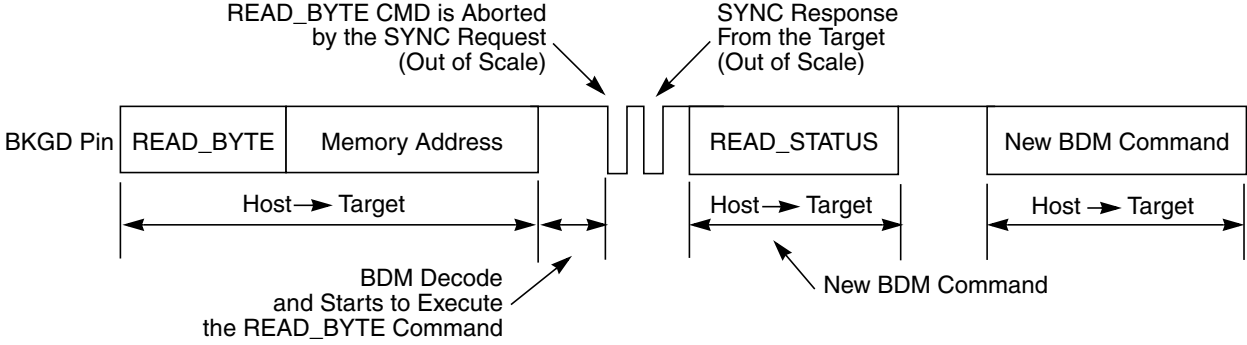 READ_BYTE CMD is Aborted
by the SYNC Request
(Out of Scale)
SYNC Response
From the Target
(Out of Scale)
BKGD Pin
READ_BYTE
Memory Address
READ_STATUS
New BDM Command
Host Target
Host Target
Host Target
BDM Decode
and Starts to Execute
the READ_BYTE Command
New BDM Command